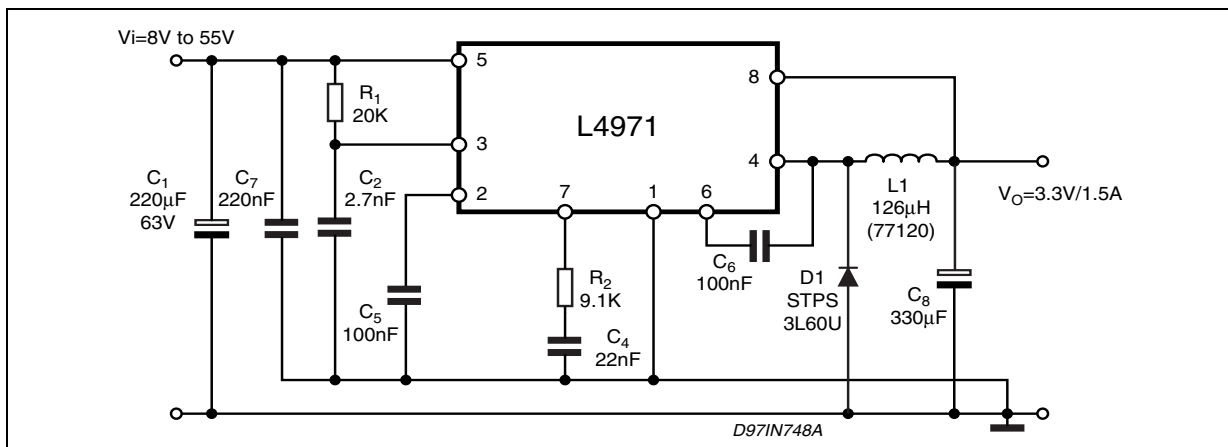 Vi=8V to 55V
5
8
R1
20K
L4971
3
4
C1
220µF
63V
C7
220nF
C2
2.7nF
2
7
1
6
L1
126µH
(77120)
VO=3.3V/1.5A
C6
100nF
R2
9.1K
D1
STPS
3L60U
C5
100nF
C8
330µF
C4
22nF
D97IN748A